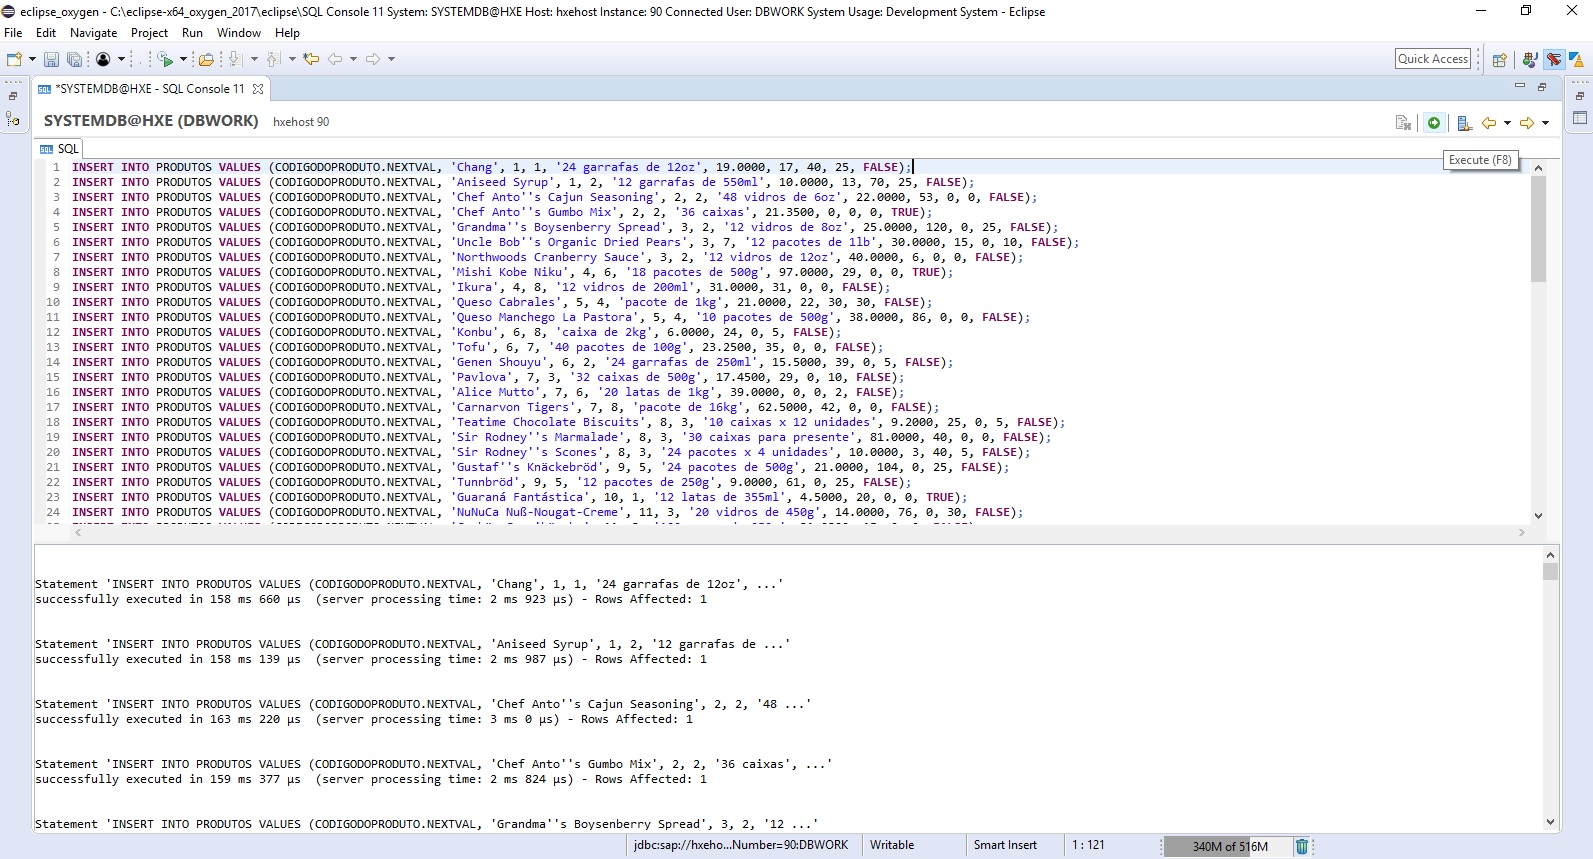 eclipse_oxygen - C:\eclipse-x64_oxygen_2017\eclipse\SQL Console 11 System: SYSTEMDB@HXE Host: hxehost Instance: 90 Connected User: DBWORK System Usage: Development System - Eclipse
File Edit Navigate Project Run Window Help
Quick Access
SQL *SYSTEMDB@HXE - SQL Console 11
SYSTEMDB@HXE (DBWORK) hxehost 90
SQL SQL
Execute (F8)
1 INSERT INTO PRODUTOS VALUES (CODIGODOPRODUTO.NEXTVAL, 'Chang', 1, 1, '24 garrafas de 12oz', 19.0000, 17, 40, 25, FALSE);
2 INSERT INTO PRODUTOS VALUES (CODIGODOPRODUTO.NEXTVAL, 'Aniseed Syrup', 1, 2, '12 garrafas de 550ml', 10.0000, 13, 70, 25, FALSE);
3 INSERT INTO PRODUTOS VALUES (CODIGODOPRODUTO.NEXTVAL, 'Chef Anto''s Cajun Seasoning', 2, 2, '48 vidros de 6oz', 22.0000, 53, 0, 0, FALSE);
4 INSERT INTO PRODUTOS VALUES (CODIGODOPRODUTO.NEXTVAL, 'Chef Anto''s Gumbo Mix', 2, 2, '36 caixas', 21.3500, 0, 0, 0, TRUE);
5 INSERT INTO PRODUTOS VALUES (CODIGODOPRODUTO.NEXTVAL, 'Grandma''s Boysenberry Spread', 3, 2, '12 vidros de 8oz', 25.0000, 120, 0, 25, FALSE);
6 INSERT INTO PRODUTOS VALUES (CODIGODOPRODUTO.NEXTVAL, 'Uncle Bob''s Organic Dried Pears', 3, 7, '12 pacotes de 1lb', 30.0000, 15, 0, 10, FALSE);
7 INSERT INTO PRODUTOS VALUES (CODIGODOPRODUTO.NEXTVAL, 'Northwoods Cranberry Sauce', 3, 2, '12 vidros de 12oz', 40.0000, 6, 0, 0, FALSE);
8 INSERT INTO PRODUTOS VALUES (CODIGODOPRODUTO.NEXTVAL, 'Mishi Kobe Niku', 4, 6, '18 pacotes de 500g', 97.0000, 29, 0, 0, TRUE);
9 INSERT INTO PRODUTOS VALUES (CODIGODOPRODUTO.NEXTVAL, 'Ikura', 4, 8, '12 vidros de 200ml', 31.0000, 31, 0, 0, FALSE);
10 INSERT INTO PRODUTOS VALUES (CODIGODOPRODUTO.NEXTVAL, 'Queso Cabrales', 5, 4, 'pacote de 1kg', 21.0000, 22, 30, 30, FALSE);
11 INSERT INTO PRODUTOS VALUES (CODIGODOPRODUTO.NEXTVAL, 'Queso Manchego La Pastora', 5, 4, '10 pacotes de 500g', 38.0000, 86, 0, 0, FALSE);
12 INSERT INTO PRODUTOS VALUES (CODIGODOPRODUTO.NEXTVAL, 'Konbu', 6, 8, 'caixa de 2kg', 6.0000, 24, 0, 5, FALSE);
13 INSERT INTO PRODUTOS VALUES (CODIGODOPRODUTO.NEXTVAL, 'Tofu', 6, 7, '40 pacotes de 100g', 23.2500, 35, 0, 0, FALSE);
14 INSERT INTO PRODUTOS VALUES (CODIGODOPRODUTO.NEXTVAL, 'Genen Shouyu', 6, 2, '24 garrafas de 250ml', 15.5000, 39, 0, 5, FALSE);
15 INSERT INTO PRODUTOS VALUES (CODIGODOPRODUTO.NEXTVAL, 'Pavlova', 7, 3, '32 caixas de 500g', 17.4500, 29, 0, 10, FALSE);
16 INSERT INTO PRODUTOS VALUES (CODIGODOPRODUTO.NEXTVAL, 'Alice Mutto', 7, 6, '20 latas de 1kg', 39.0000, 0, 0, 2, FALSE);
17 INSERT INTO PRODUTOS VALUES (CODIGODOPRODUTO.NEXTVAL, 'Carnarvon Tigers', 7, 8, 'pacote de 16kg', 62.5000, 42, 0, 0, FALSE);
18 INSERT INTO PRODUTOS VALUES (CODIGODOPRODUTO.NEXTVAL, 'Teatime Chocolate Biscuits', 8, 3, '10 caixas x 12 unidades', 9.2000, 25, 0, 5, FALSE);
19 INSERT INTO PRODUTOS VALUES (CODIGODOPRODUTO.NEXTVAL, 'Sir Rodney''s Marmalade', 8, 3, '30 caixas para presente', 81.0000, 40, 0, 0, FALSE);
20 INSERT INTO PRODUTOS VALUES (CODIGODOPRODUTO.NEXTVAL, 'Sir Rodney''s Scones', 8, 3, '24 pacotes x 4 unidades', 10.0000, 3, 40, 5, FALSE);
21 INSERT INTO PRODUTOS VALUES (CODIGODOPRODUTO.NEXTVAL, 'Gustaf''s Knäckebröd', 9, 5, '24 pacotes de 500g', 21.0000, 104, 0, 25, FALSE);
22 INSERT INTO PRODUTOS VALUES (CODIGODOPRODUTO.NEXTVAL, 'Tunnbröd', 9, 5, '12 pacotes de 250g', 9.0000, 61, 0, 25, FALSE);
23 INSERT INTO PRODUTOS VALUES (CODIGODOPRODUTO.NEXTVAL, 'Guaraná Fantástica', 10, 1, '12 latas de 355ml', 4.5000, 20, 0, 0, TRUE);
24 INSERT INTO PRODUTOS VALUES (CODIGODOPRODUTO.NEXTVAL, 'NuNuCa Nuß-Nougat-Creme', 11, 3, '20 vidros de 450g', 14.0000, 76, 0, 30, FALSE);
Statement 'INSERT INTO PRODUTOS VALUES (CODIGODOPRODUTO.NEXTVAL, 'Chang', 1, 1, '24 garrafas de 12oz', ...'
successfully executed in 158 ms 660 µs (server processing time: 2 ms 923 µs) - Rows Affected: 1
Statement 'INSERT INTO PRODUTOS VALUES (CODIGODOPRODUTO.NEXTVAL, 'Aniseed Syrup', 1, 2, '12 garrafas de ...'
successfully executed in 158 ms 139 µs (server processing time: 2 ms 987 µs) - Rows Affected: 1
Statement 'INSERT INTO PRODUTOS VALUES (CODIGODOPRODUTO.NEXTVAL, 'Chef Anto''s Cajun Seasoning', 2, 2, '48 ...'
successfully executed in 163 ms 220 µs (server processing time: 3 ms 0 µs) - Rows Affected: 1
Statement 'INSERT INTO PRODUTOS VALUES (CODIGODOPRODUTO.NEXTVAL, 'Chef Anto''s Gumbo Mix', 2, 2, '36 caixas', ...'
successfully executed in 159 ms 377 µs (server processing time: 2 ms 824 µs) - Rows Affected: 1
Statement 'INSERT INTO PRODUTOS VALUES (CODIGODOPRODUTO.NEXTVAL, 'Grandma''s Boysenberry Spread', 3, 2, '12 ...'
jdbc:sap://hxeho...Number=90:DBWORK Writable Smart Insert 1 : 121 340M of 516M